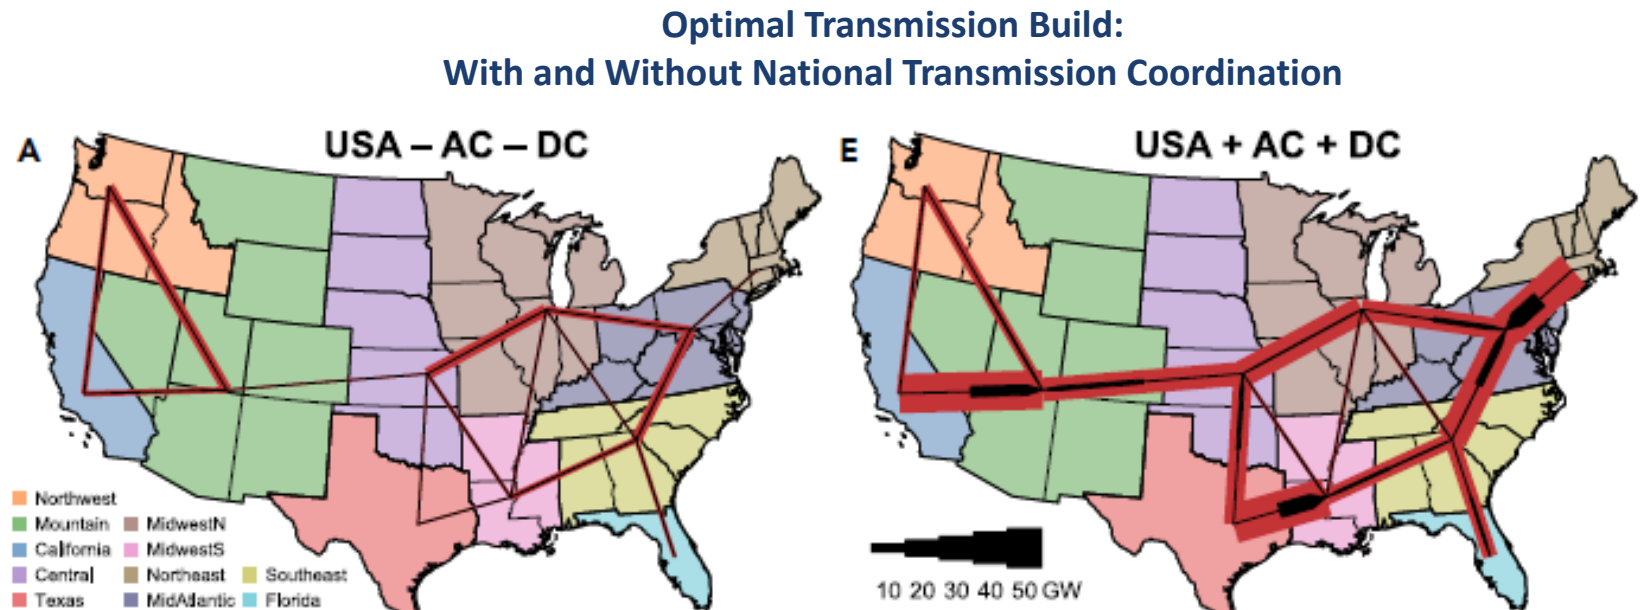 Optimal Transmission Build:
With and Without National Transmission Coordination
A
USA – AC – DC
E
USA + AC + DC
Northwest
Mountain
MidwestN
California
MidwestS
Central
Northeast
Southeast
Texas
MidAtlantic
Florida
10 20 30 40 50 GW